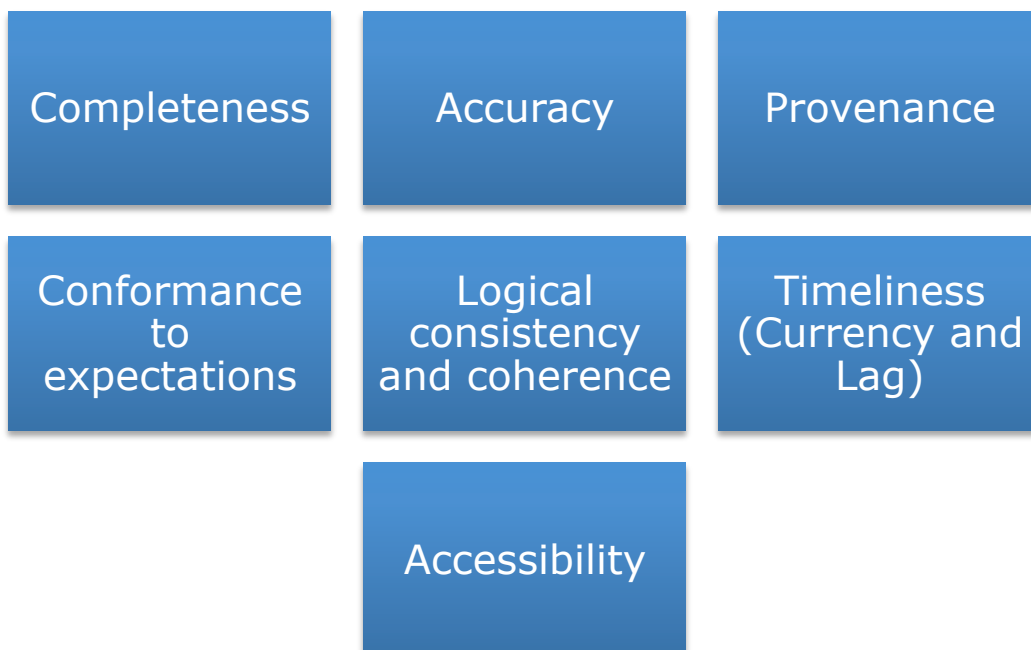 Completeness
Accuracy
Provenance
Conformance
to
expectations
Logical
consistency
and coherence
Timeliness
(Currency and
Lag)
Accessibility